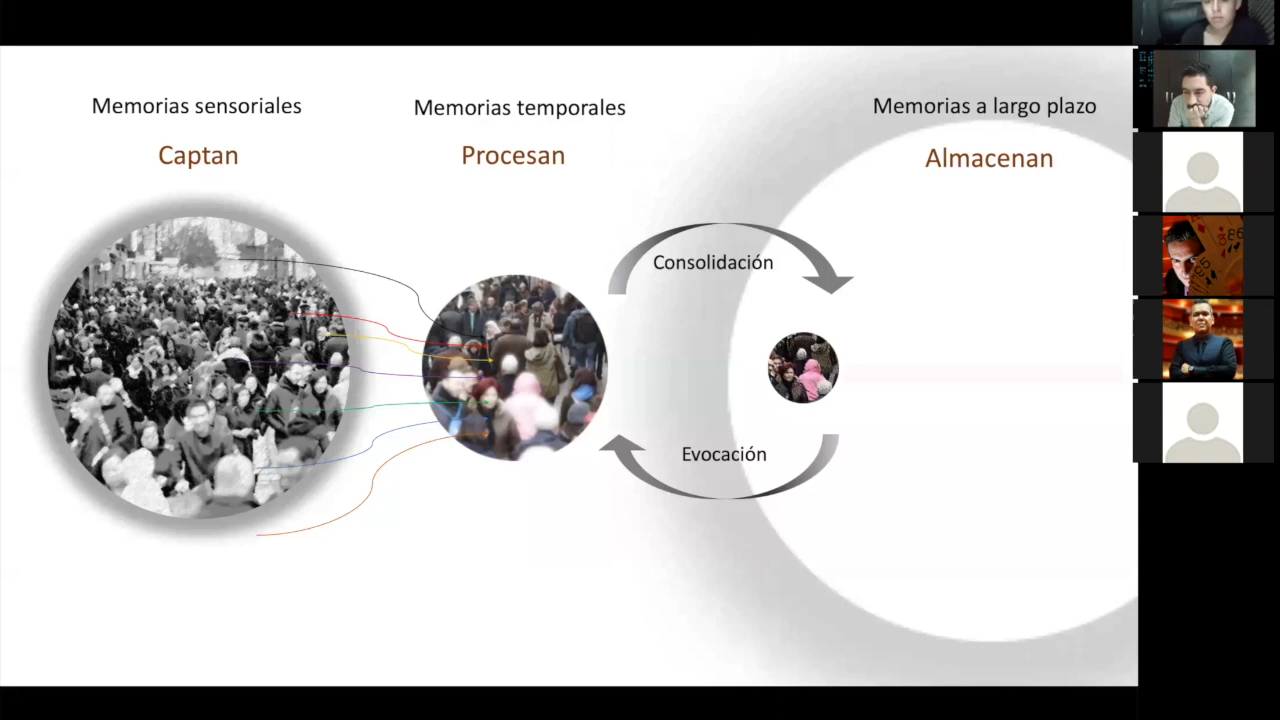 Memorias sensoriales
Captan
Memorias temporales
Procesan
Memorias a largo plazo
Almacenan
Consolidación
Evocación